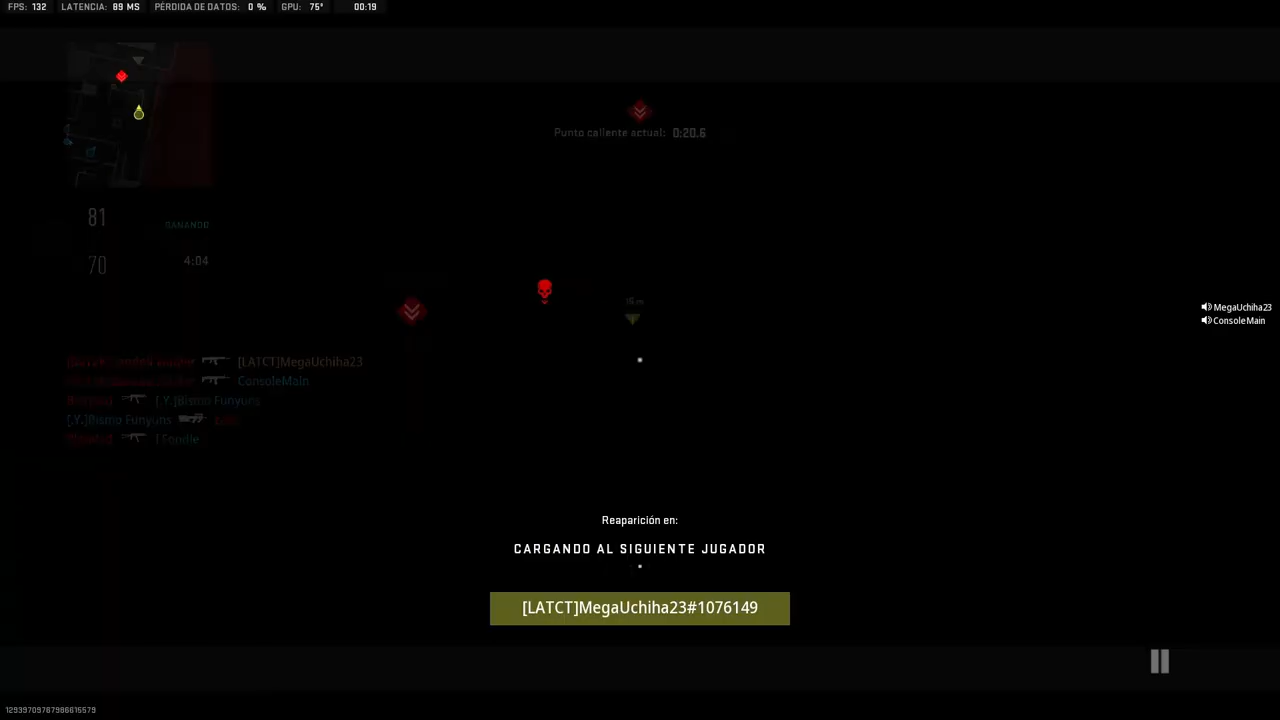 FPS: 132 LATENCIA: 89 MS PÉRDIDA DE DATOS: 0 % GPU: 75° 00:19
Punto caliente actual: 0:20.6
81 GANANDO
70 4:04
MegaUchiha23
ConsoleMain
[LATCT]MegaUchiha23
ConsoleMain
[.Y.]Bismo Funyuns
[.Y.]Bismo Funyuns
Reaparición en:
CARGANDO AL SIGUIENTE JUGADOR
[LATCT]MegaUchiha23#1076149